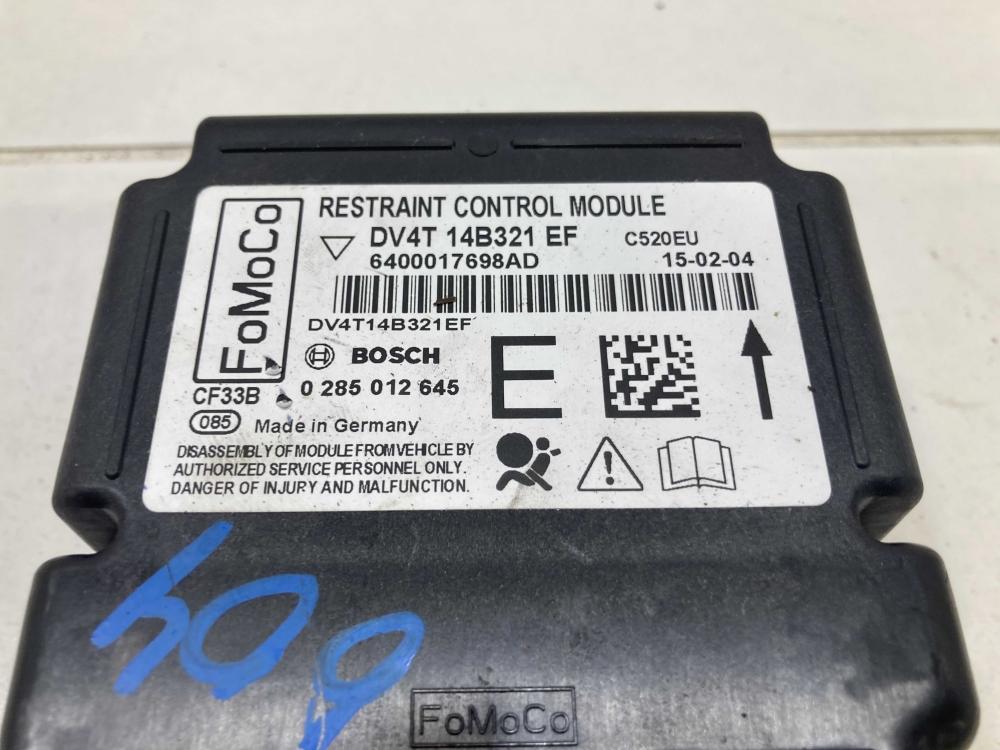 FoMoCo
RESTRAINT CONTROL MODULE
DV4T 14B321 EF C520EU
6400017698AD 15-02-04
DV4T14B321EF
BOSCH
E
CF33B 0 285 012 645
085 Made in Germany
DISASSEMBLY OF MODULE FROM VEHICLE BY
AUTHORIZED SERVICE PERSONNEL ONLY.
DANGER OF INJURY AND MALFUNCTION.
FoMoCo